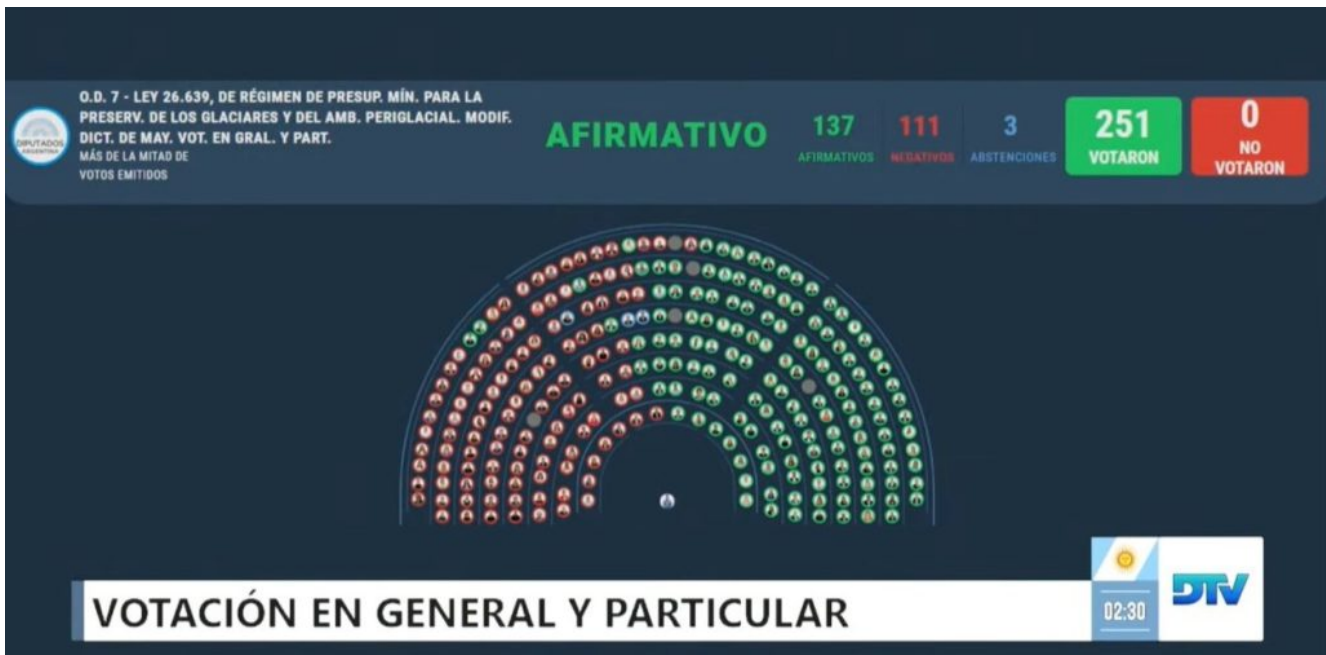 DIPUTADOS
ARGENTINA
O.D. 7 - LEY 26.639, DE RÉGIMEN DE PRESUP. MÍN. PARA LA
PRESERV. DE LOS GLACIARES Y DEL AMB. PERIGLACIAL. MODIF.
DICT. DE MAY. VOT. EN GRAL. Y PART.
MÁS DE LA MITAD DE
VOTOS EMITIDOS
AFIRMATIVO
137
AFIRMATIVOS
111
NEGATIVOS
3
ABSTENCIONES
251
VOTARON
0
NO
VOTARON
VOTACIÓN EN GENERAL Y PARTICULAR
02:30
DTV